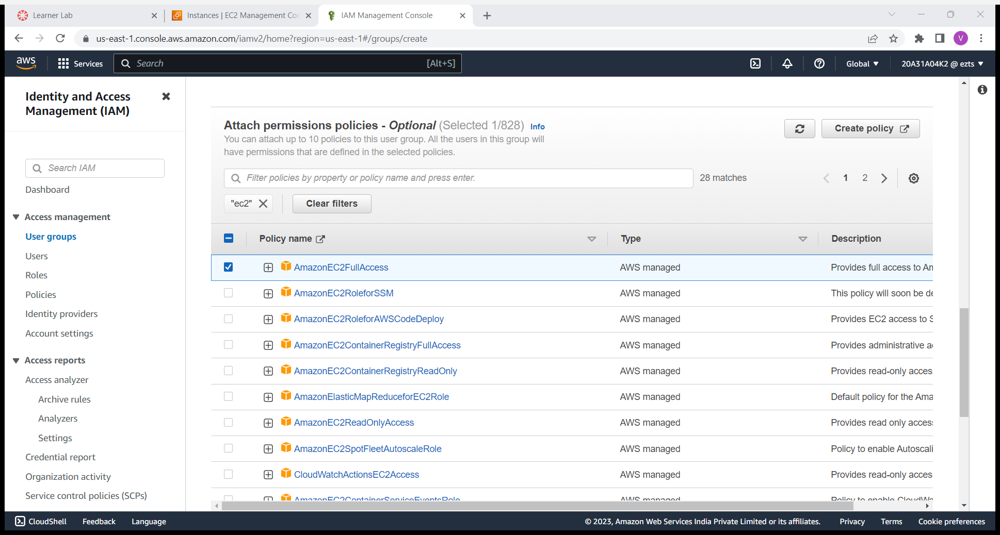 Learner Lab
Instances | EC2 Management Con
IAM Management Console
us-east-1.console.aws.amazon.com/iamv2/home?region=us-east-1#/groups/create
V
aws
Services
Search
[Alt+S]
Global
20A31A04K2 @ ezts
Identity and Access
Management (IAM)
Search IAM
Dashboard
Access management
User groups
Users
Roles
Policies
Identity providers
Account settings
Access reports
Access analyzer
Archive rules
Analyzers
Settings
Credential report
Organization activity
Service control policies (SCPs)
Attach permissions policies - Optional (Selected 1/828) Info
You can attach up to 10 policies to this user group. All the users in this group will
have permissions that are defined in the selected policies.
Create policy
Filter policies by property or policy name and press enter.
28 matches
1 2
"ec2"
Clear filters
Policy name Type Description
AmazonEC2FullAccess AWS managed Provides full access to Am
AmazonEC2RoleforSSM AWS managed This policy will soon be de
AmazonEC2RoleforAWSCodeDeploy AWS managed Provides EC2 access to S
AmazonEC2ContainerRegistryFullAccess AWS managed Provides administrative a
AmazonEC2ContainerRegistryReadOnly AWS managed Provides read-only acces
AmazonElasticMapReduceforEC2Role AWS managed Default policy for the Ama
AmazonEC2ReadOnlyAccess AWS managed Provides read only acces
AmazonEC2SpotFleetAutoscaleRole AWS managed Policy to enable Autoscali
CloudWatchActionsEC2Access AWS managed Provides read-only acces
AmazonEC2ContainerServiceEventsRole AWS managed Policy to enable CloudWa
CloudShell
Feedback
Language
© 2023, Amazon Web Services India Private Limited or its affiliates.
Privacy
Terms
Cookie preferences